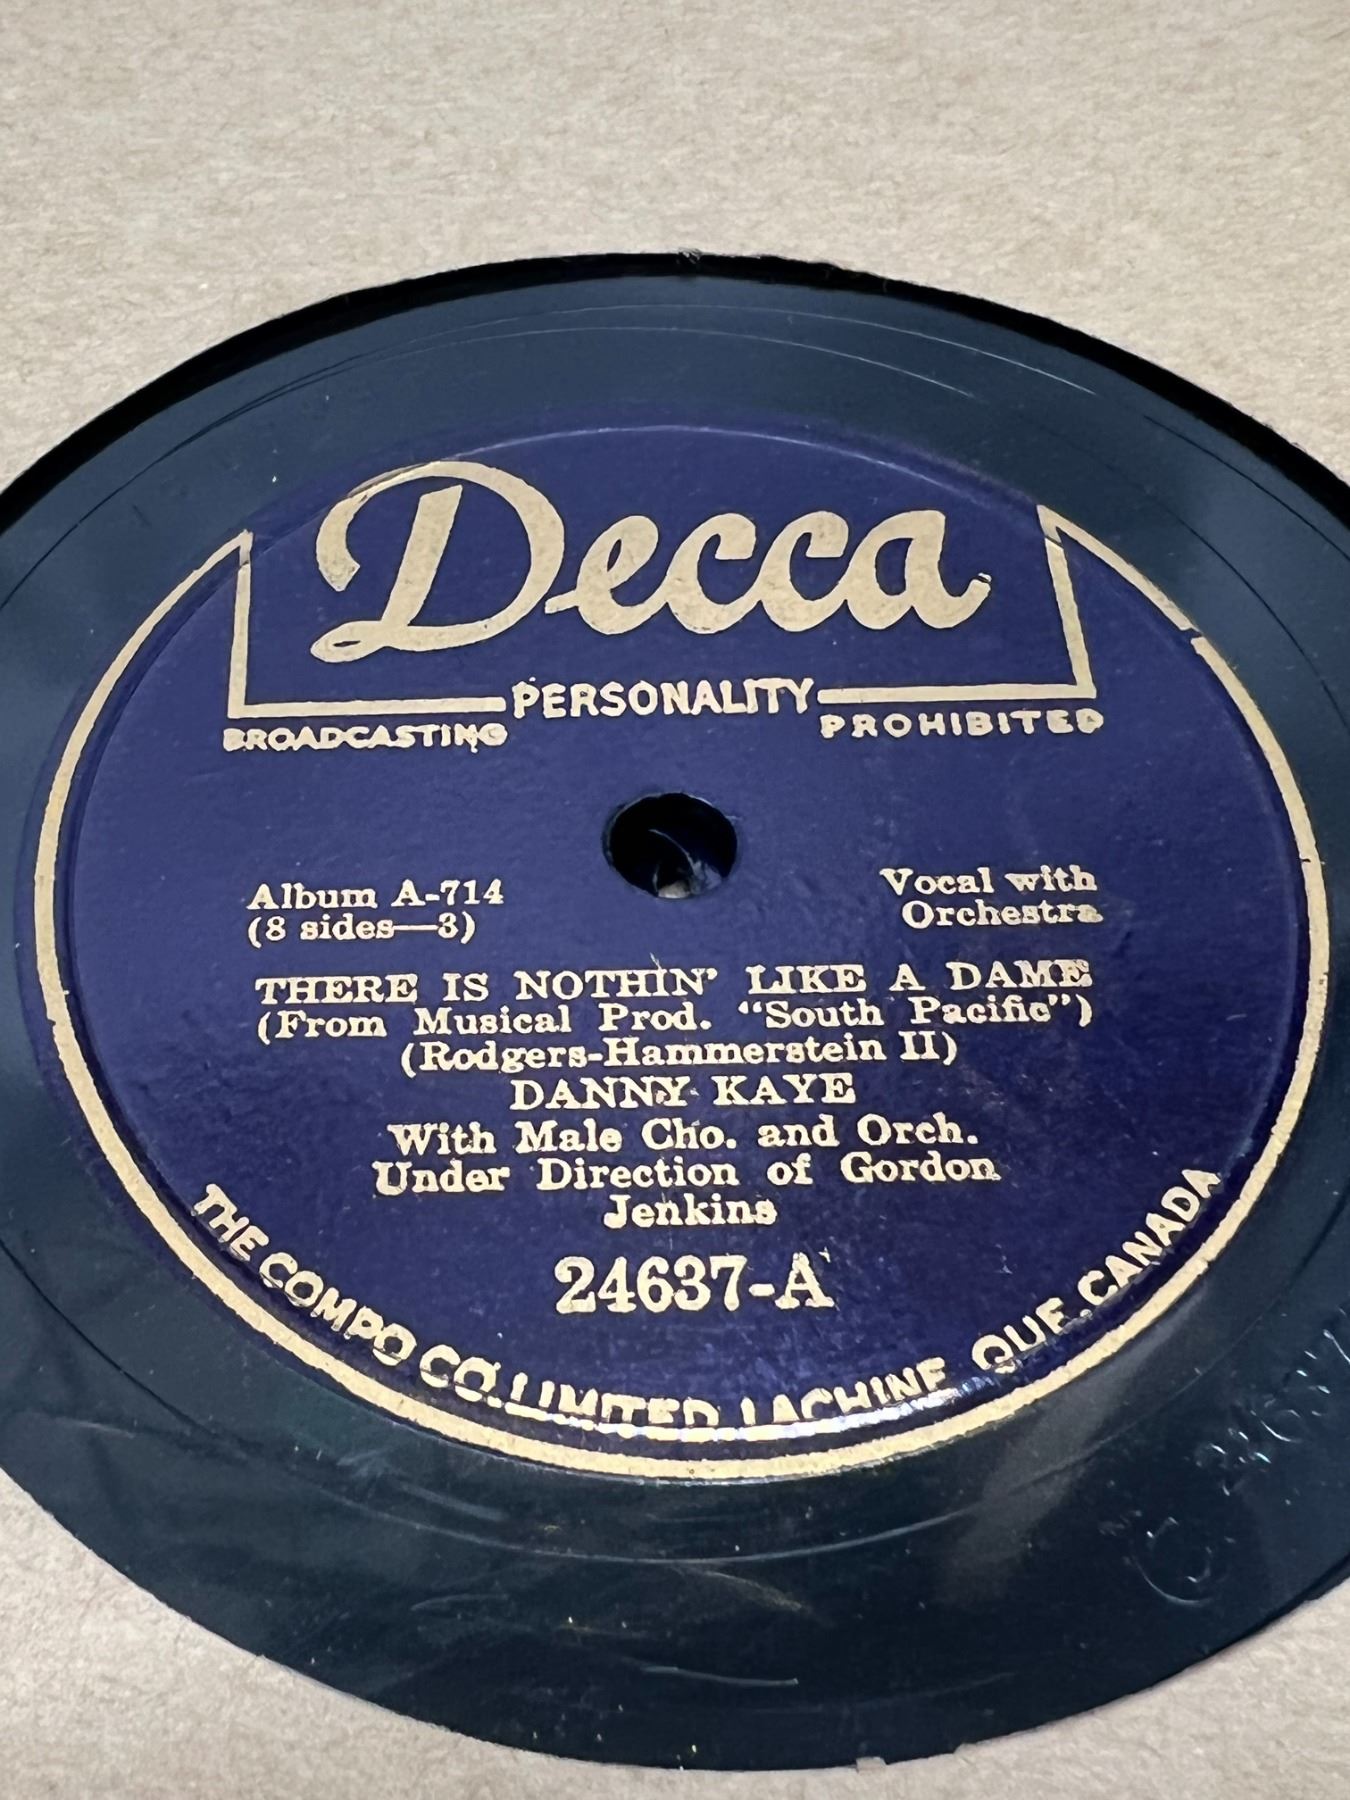 Decca
PERSONALITY
BROADCASTING PROHIBITED
Album A-714
(8 sides—3)
Vocal with
Orchestra
THERE IS NOTHIN' LIKE A DAME
(From Musical Prod. "South Pacific")
(Rodgers-Hammerstein II)
DANNY KAYE
With Male Cho. and Orch.
Under Direction of Gordon
Jenkins
24637-A
THE COMPO CO. LIMITED, LACHINE, QUE. CANADA